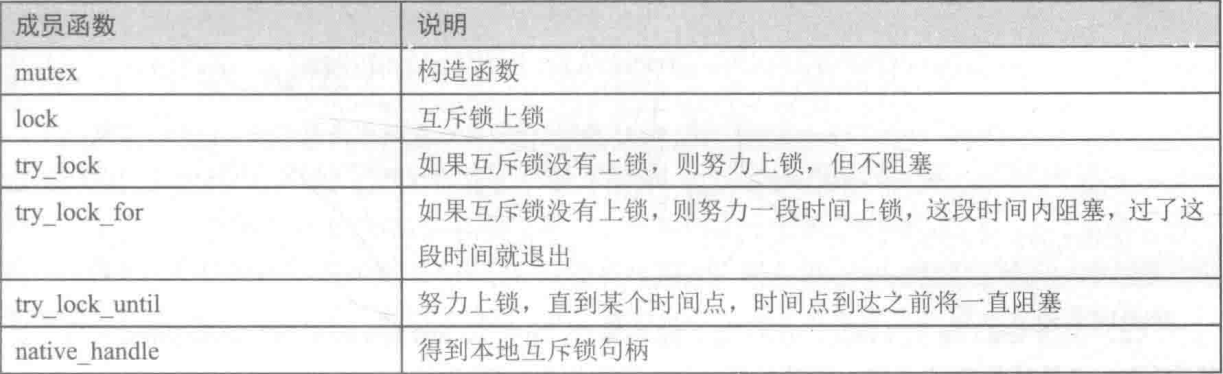 成员函数 说明
mutex 构造函数
lock 互斥锁上锁
try_lock 如果互斥锁没有上锁，则努力上锁，但不阻塞
try_lock_for 如果互斥锁没有上锁，则努力一段时间上锁，这段时间内阻塞，过了这
段时间就退出
try_lock_until 努力上锁，直到某个时间点，时间点到达之前将一直阻塞
native_handle 得到本地互斥锁句柄